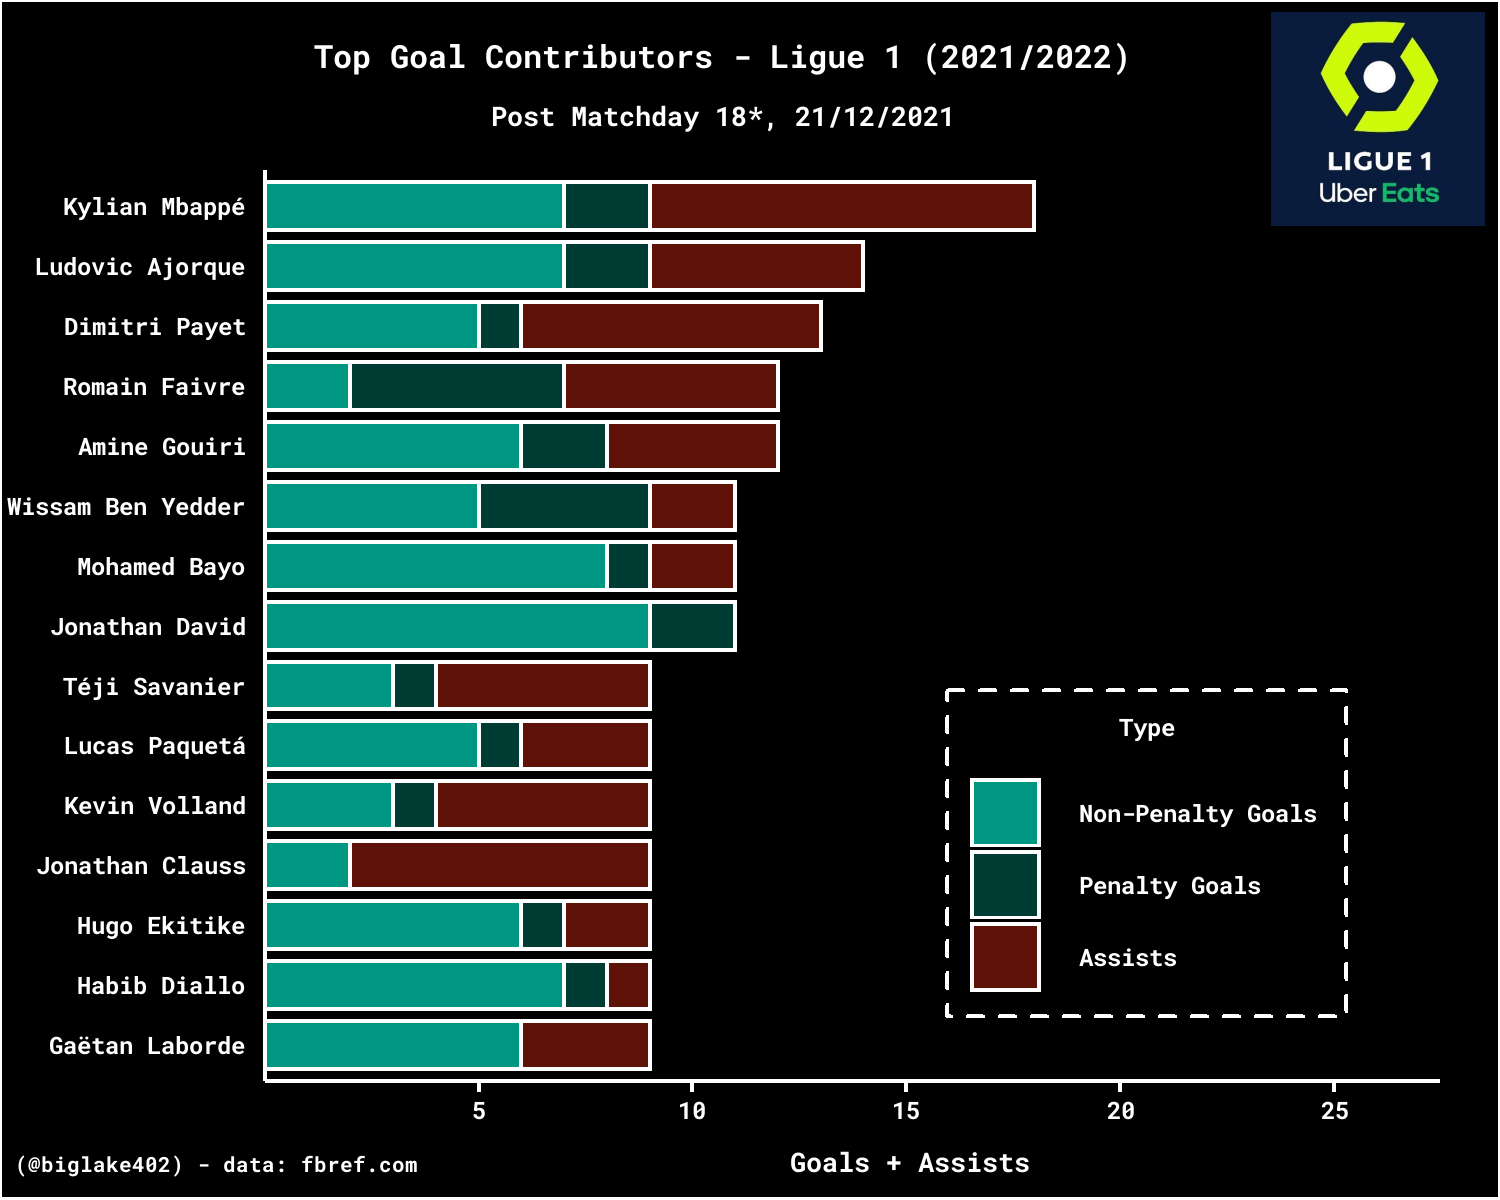 Top Goal Contributors - Ligue 1 (2021/2022)
Post Matchday 18*, 21/12/2021
LIGUE 1
Uber Eats
Kylian Mbappé
Ludovic Ajorque
Dimitri Payet
Romain Faivre
Amine Gouiri
Wissam Ben Yedder
Mohamed Bayo
Jonathan David
Téji Savanier
Lucas Paquetá
Kevin Volland
Jonathan Clauss
Hugo Ekitike
Habib Diallo
Gaëtan Laborde
Type
Non-Penalty Goals
Penalty Goals
Assists
5 10 15 20 25
Goals + Assists
(@biglake402) - data: fbref.com